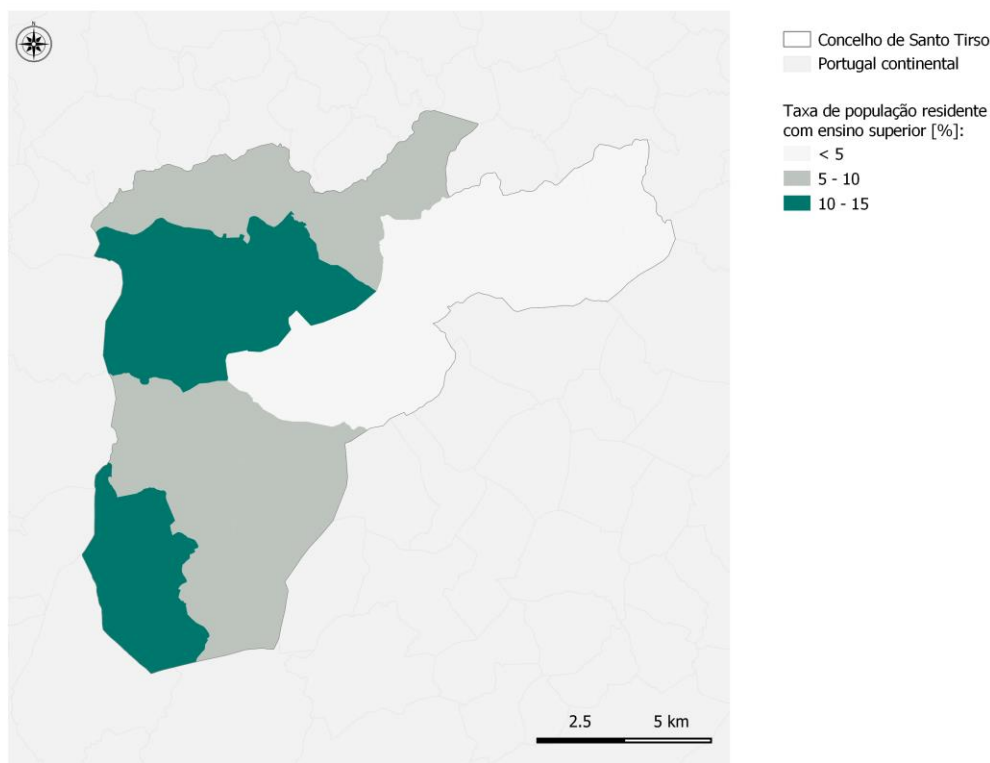 N
Concelho de Santo Tirso
Portugal continental
Taxa de população residente
com ensino superior [%]:
< 5
5 - 10
10 - 15
2.5 5 km